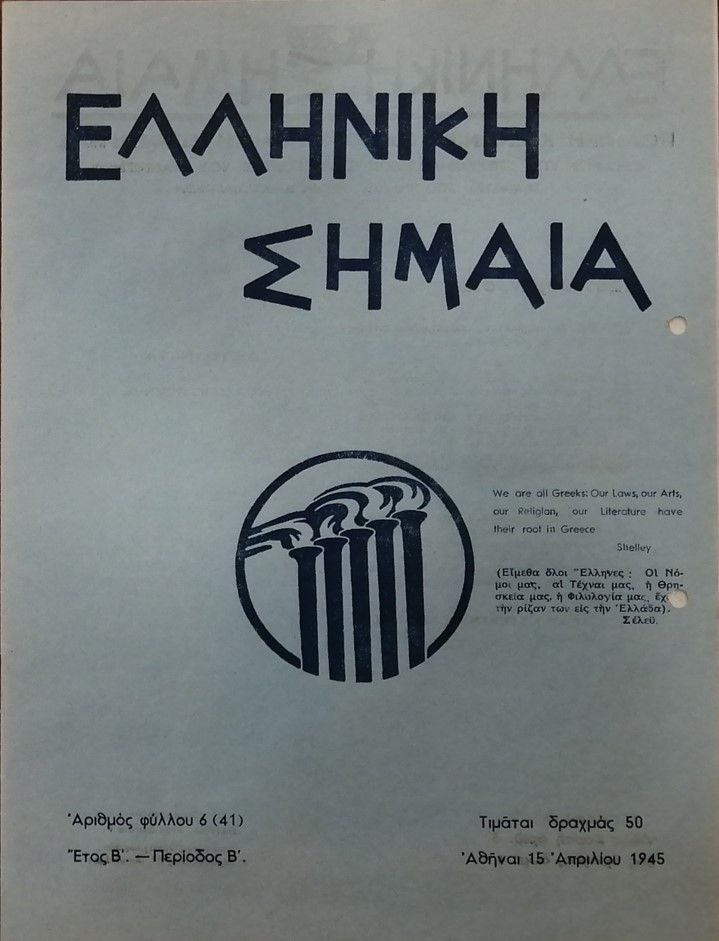 ΕΛΛΗΝΙΚΗ
ΣΗΜΑΙΑ
We are all Greeks: Our Laws, our Arts,
our Religion, our Literature have
their root in Greece
Shelley
(Εἴμεθα ὅλοι Ἕλληνες : Οἱ Νό-
μοι μας, αἱ Τέχναι μας, ἡ Θρη-
σκεία μας, ἡ Φιλολογία μας,
τὴν ρίζαν των εἰς τὴν Ἑλλάδα).
Σέλεϋ.
Ἀριθμὸς φύλλου 6 (41)
Ἔτος Β'. — Περίοδος Β'.
Τιμᾶται δραχμάς 50
Ἀθῆναι 15 Ἀπριλίου 1945